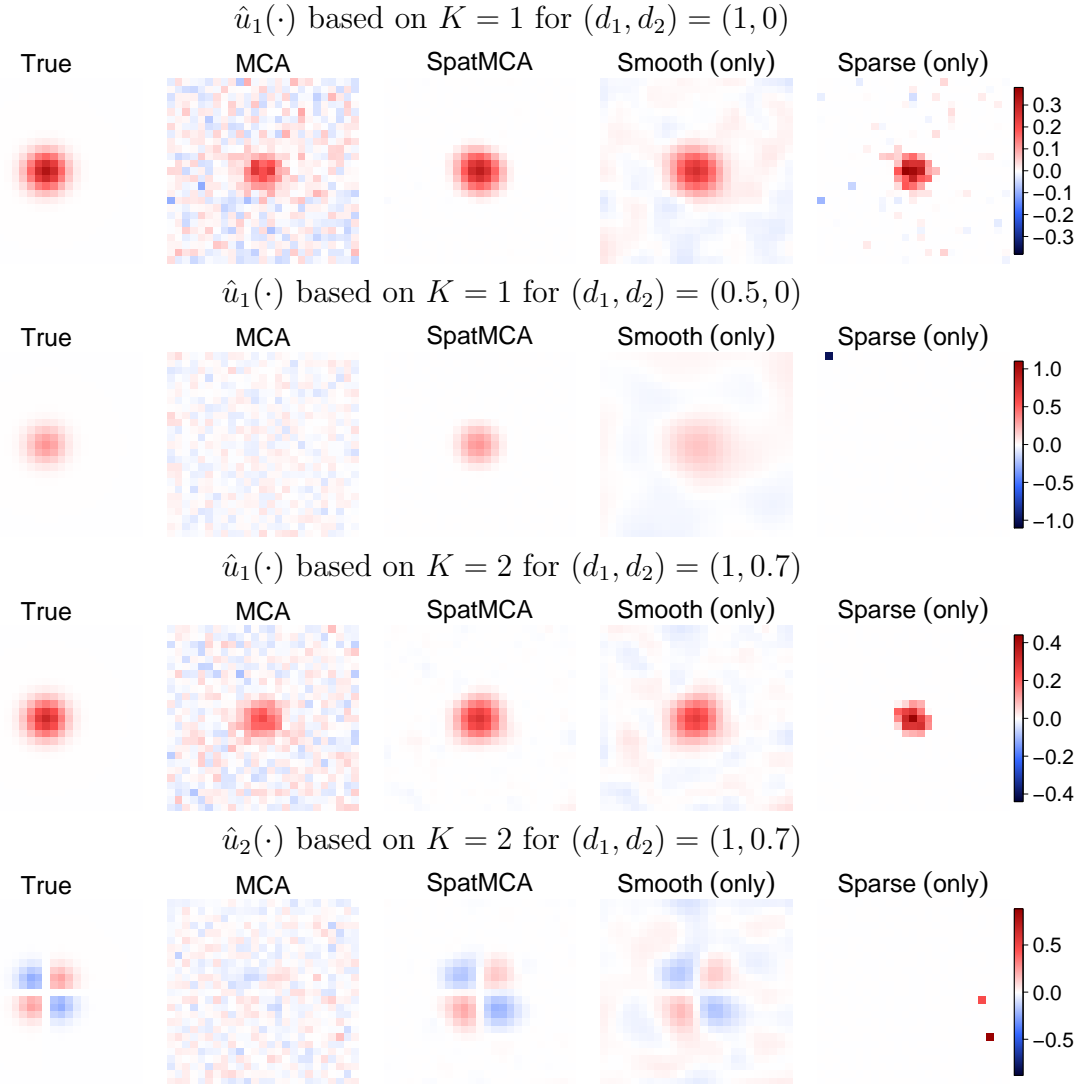 û₁(·) based on K = 1 for (d₁, d₂) = (1, 0)
True MCA SpatMCA Smooth (only) Sparse (only)
0.3
0.2
0.1
0.0
−0.1
−0.2
−0.3
û₁(·) based on K = 1 for (d₁, d₂) = (0.5, 0)
True MCA SpatMCA Smooth (only) Sparse (only)
1.0
0.5
0.0
−0.5
−1.0
û₁(·) based on K = 2 for (d₁, d₂) = (1, 0.7)
True MCA SpatMCA Smooth (only) Sparse (only)
0.4
0.2
0.0
−0.2
−0.4
û₂(·) based on K = 2 for (d₁, d₂) = (1, 0.7)
True MCA SpatMCA Smooth (only) Sparse (only)
0.5
0.0
−0.5